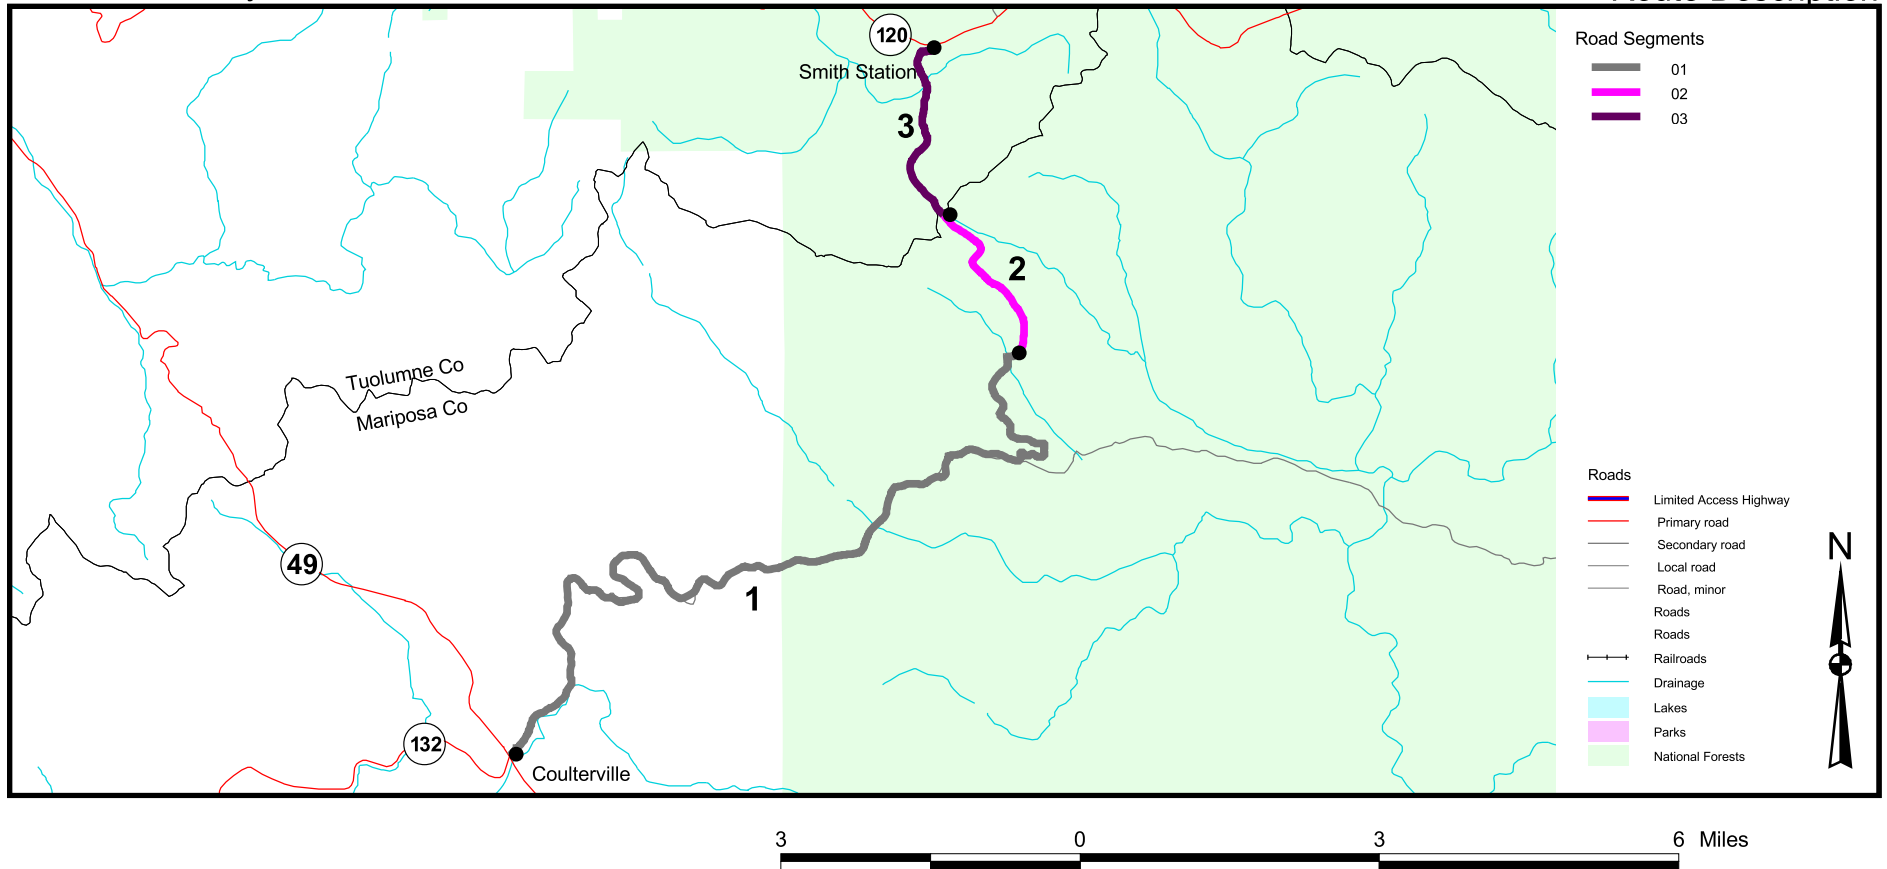 120
Smith Station
3
2
Tuolumne Co
Mariposa Co
49
1
132
Coulterville
Road Segments
01
02
03
Roads
Limited Access Highway
Primary road
Secondary road
Local road
Road, minor
Roads
Roads
Railroads
Drainage
Lakes
Parks
National Forests
N
3 0 3 6 Miles